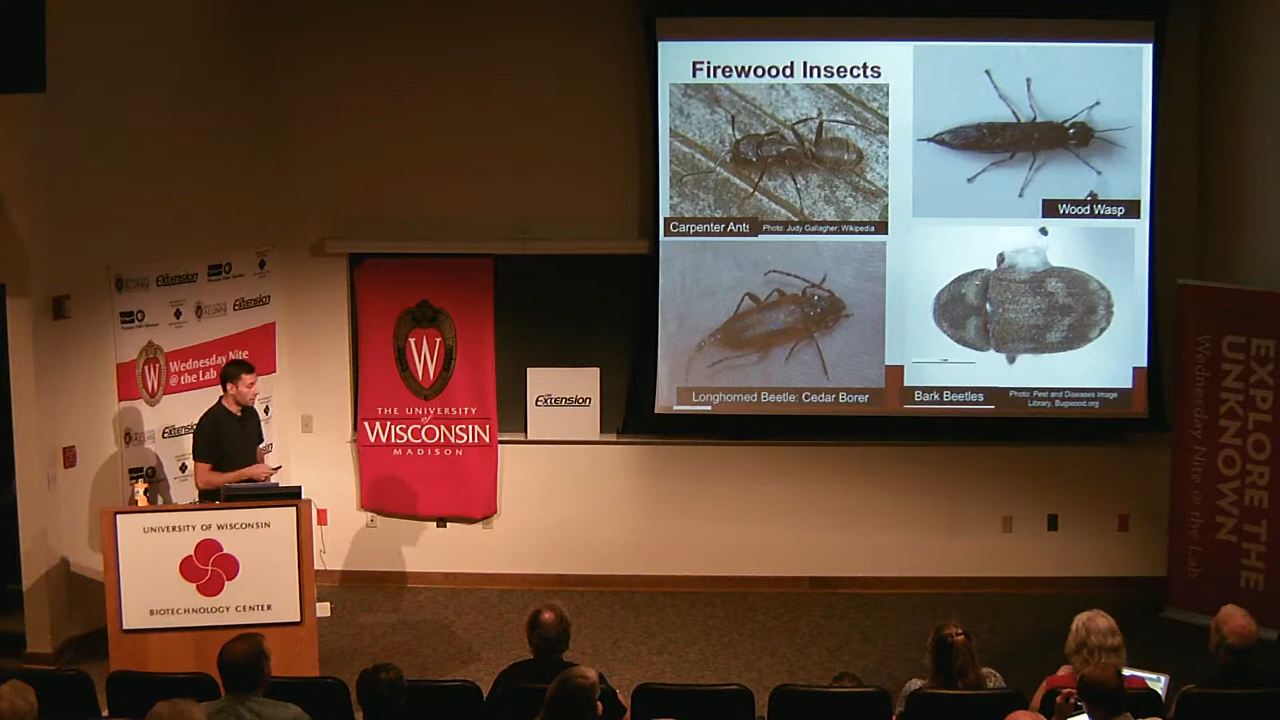 Firewood Insects
Carpenter Ants
Photo: Judy Gallagher; Wikipedia
Wood Wasp
Longhorned Beetle: Cedar Borer
Bark Beetles
Photo: Pest and Diseases Image
Library, Bugwood.org
Extension
Extension
Wednesday Nite
@ the Lab
Extension
W
THE UNIVERSITY
of
WISCONSIN
MADISON
Extension
UNIVERSITY OF WISCONSIN
BIOTECHNOLOGY CENTER
EXPLORE THE
UNKNOWN
Wednesday Nite @ the Lab